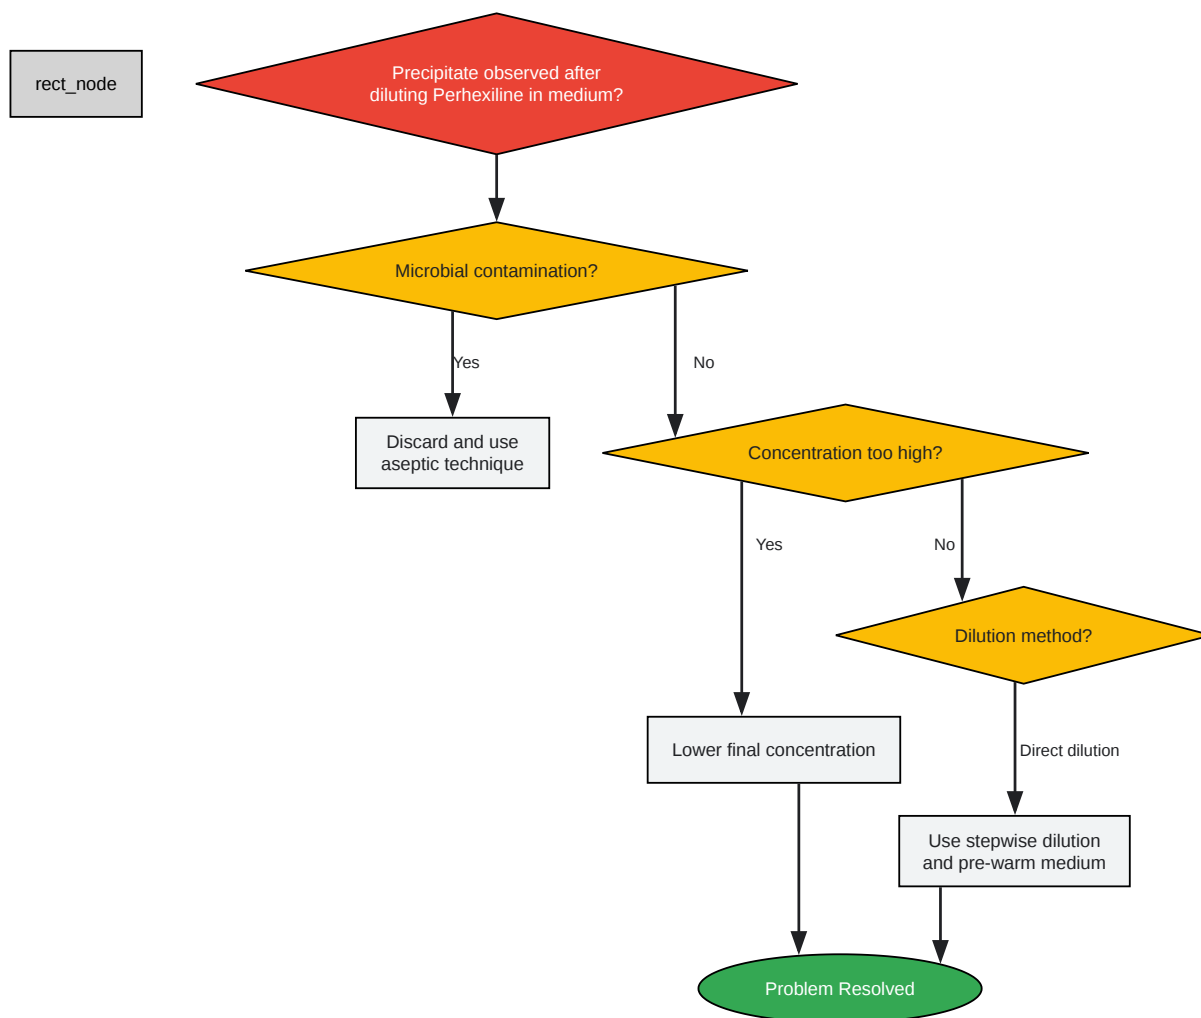 rect_node
Precipitate observed after
diluting Perhexiline in medium?
Microbial contamination?
Yes
No
Discard and use
aseptic technique
Concentration too high?
Yes
No
Dilution method?
Lower final concentration
Direct dilution
Use stepwise dilution
and pre-warm medium
Problem Resolved